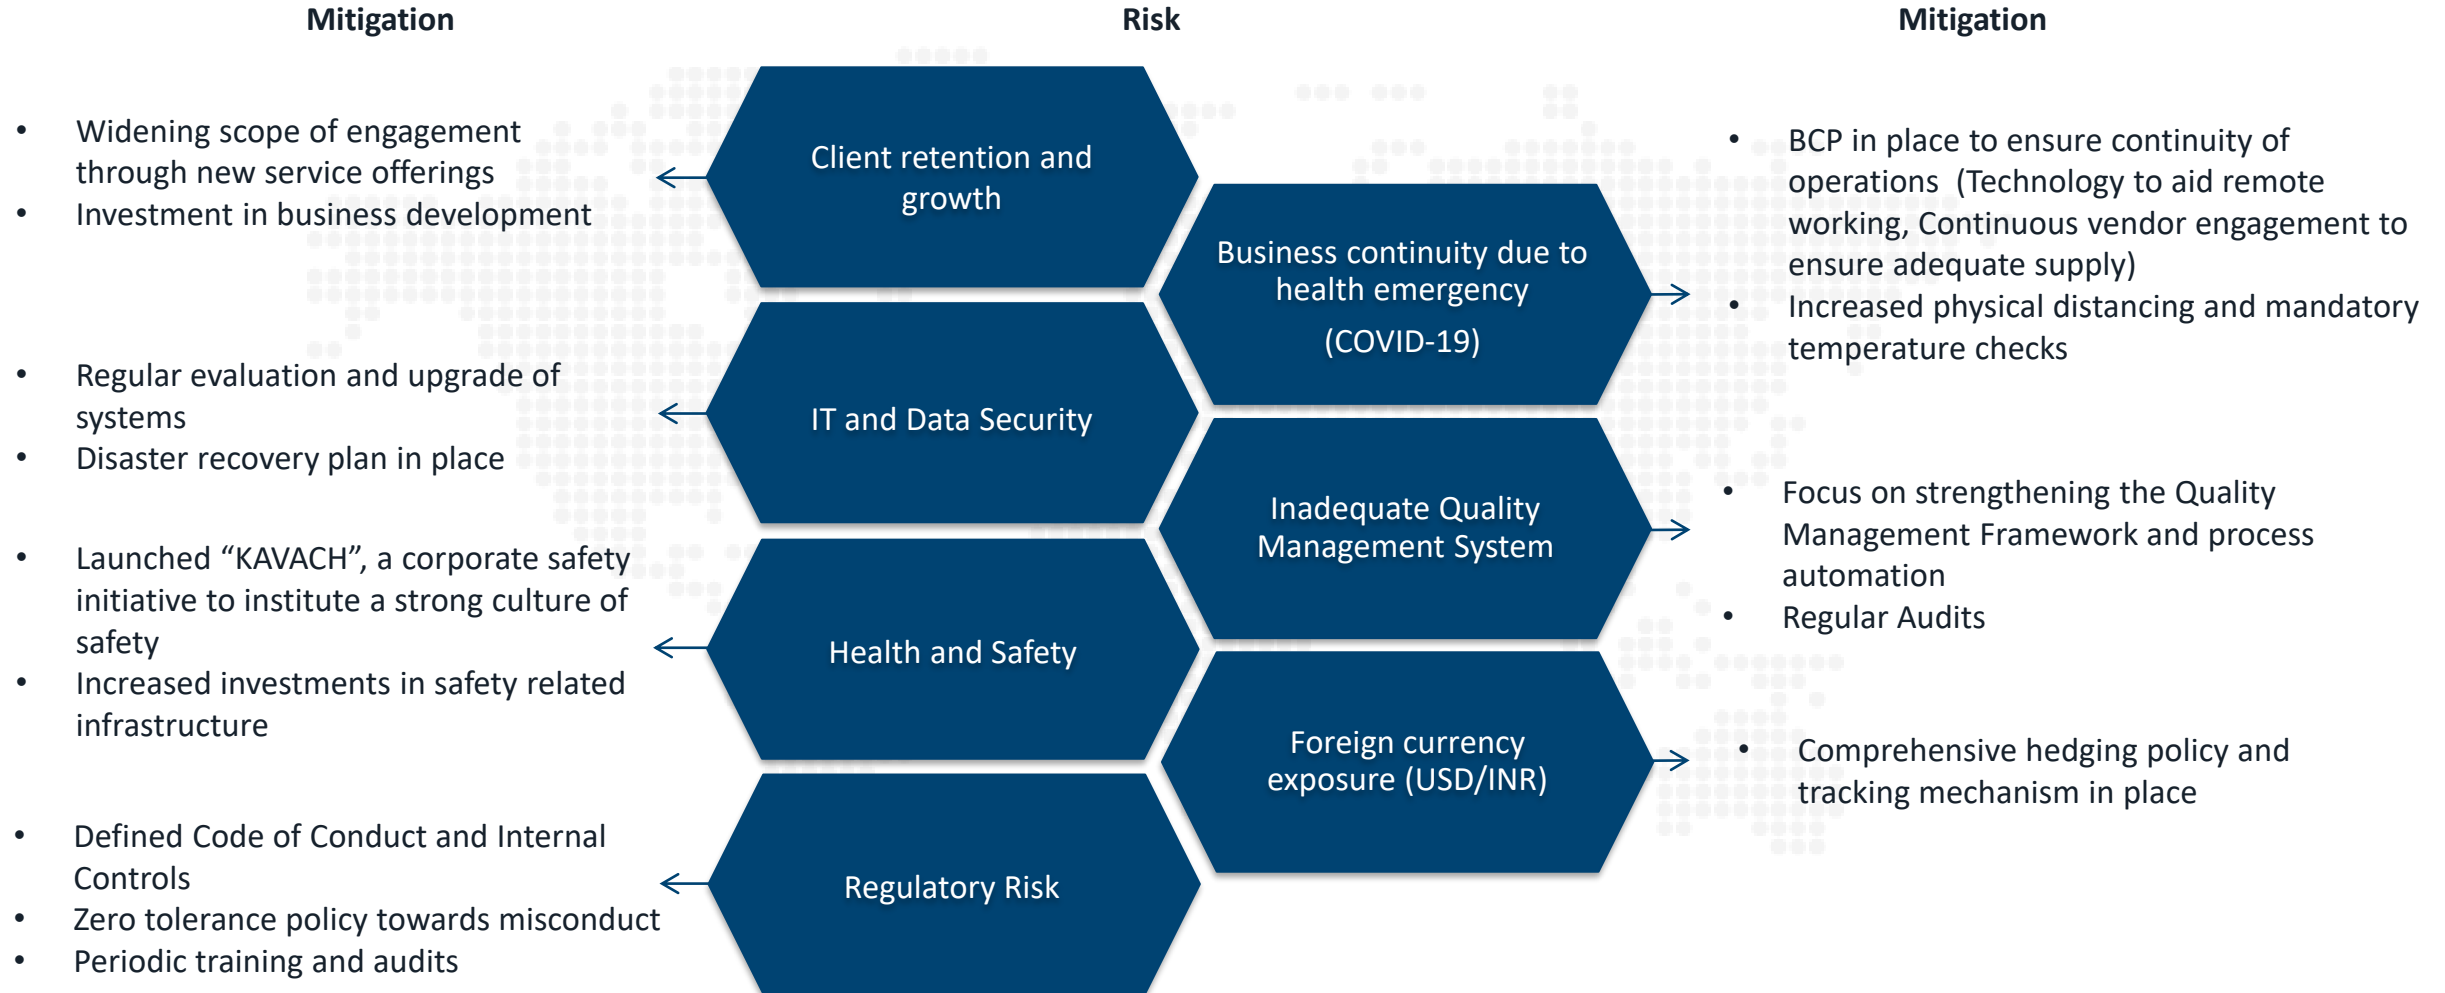 Mitigation
Risk
Mitigation
• Widening scope of engagement
through new service offerings
• Investment in business development
Client retention and
growth
• BCP in place to ensure continuity of
operations (Technology to aid remote
working, Continuous vendor engagement to
ensure adequate supply)
• Increased physical distancing and mandatory
temperature checks
Business continuity due to
health emergency
(COVID-19)
• Regular evaluation and upgrade of
systems
• Disaster recovery plan in place
IT and Data Security
• Focus on strengthening the Quality
Management Framework and process
automation
• Regular Audits
Inadequate Quality
Management System
• Launched “KAVACH”, a corporate safety
initiative to institute a strong culture of
safety
• Increased investments in safety related
infrastructure
Health and Safety
Foreign currency
exposure (USD/INR)
• Comprehensive hedging policy and
tracking mechanism in place
• Defined Code of Conduct and Internal
Controls
• Zero tolerance policy towards misconduct
• Periodic training and audits
Regulatory Risk